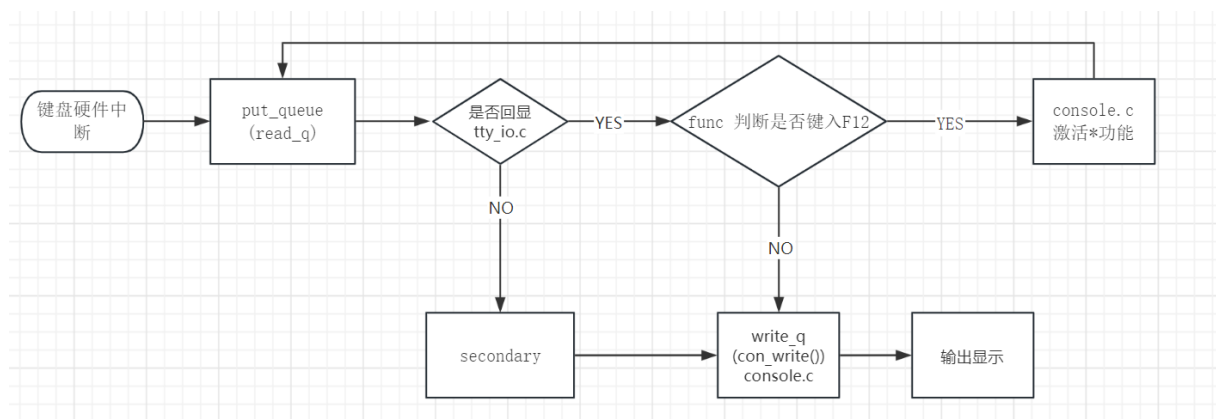 键盘硬件中
断
put_queue
(read_q)
是否回显
tty_io.c
YES
func 判断是否键入F12
YES
console.c
激活*功能
NO
NO
secondary
write_q
(con_write())
console.c
输出显示